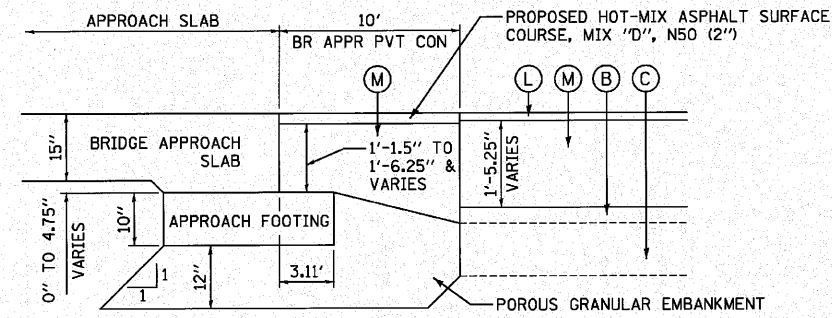 APPROACH SLAB
10'
BR APPR PVT CON
PROPOSED HOT-MIX ASPHALT SURFACE
COURSE, MIX "D", N50 (2")
M
L
M
B
C
15"
BRIDGE APPROACH
SLAB
1'-1.5" TO
1'-6.25" &
VARIES
1'-5.25"
VARIES
0" TO 4.75"
VARIES
10"
APPROACH FOOTING
1
1
12"
3.11'
POROUS GRANULAR EMBANKMENT